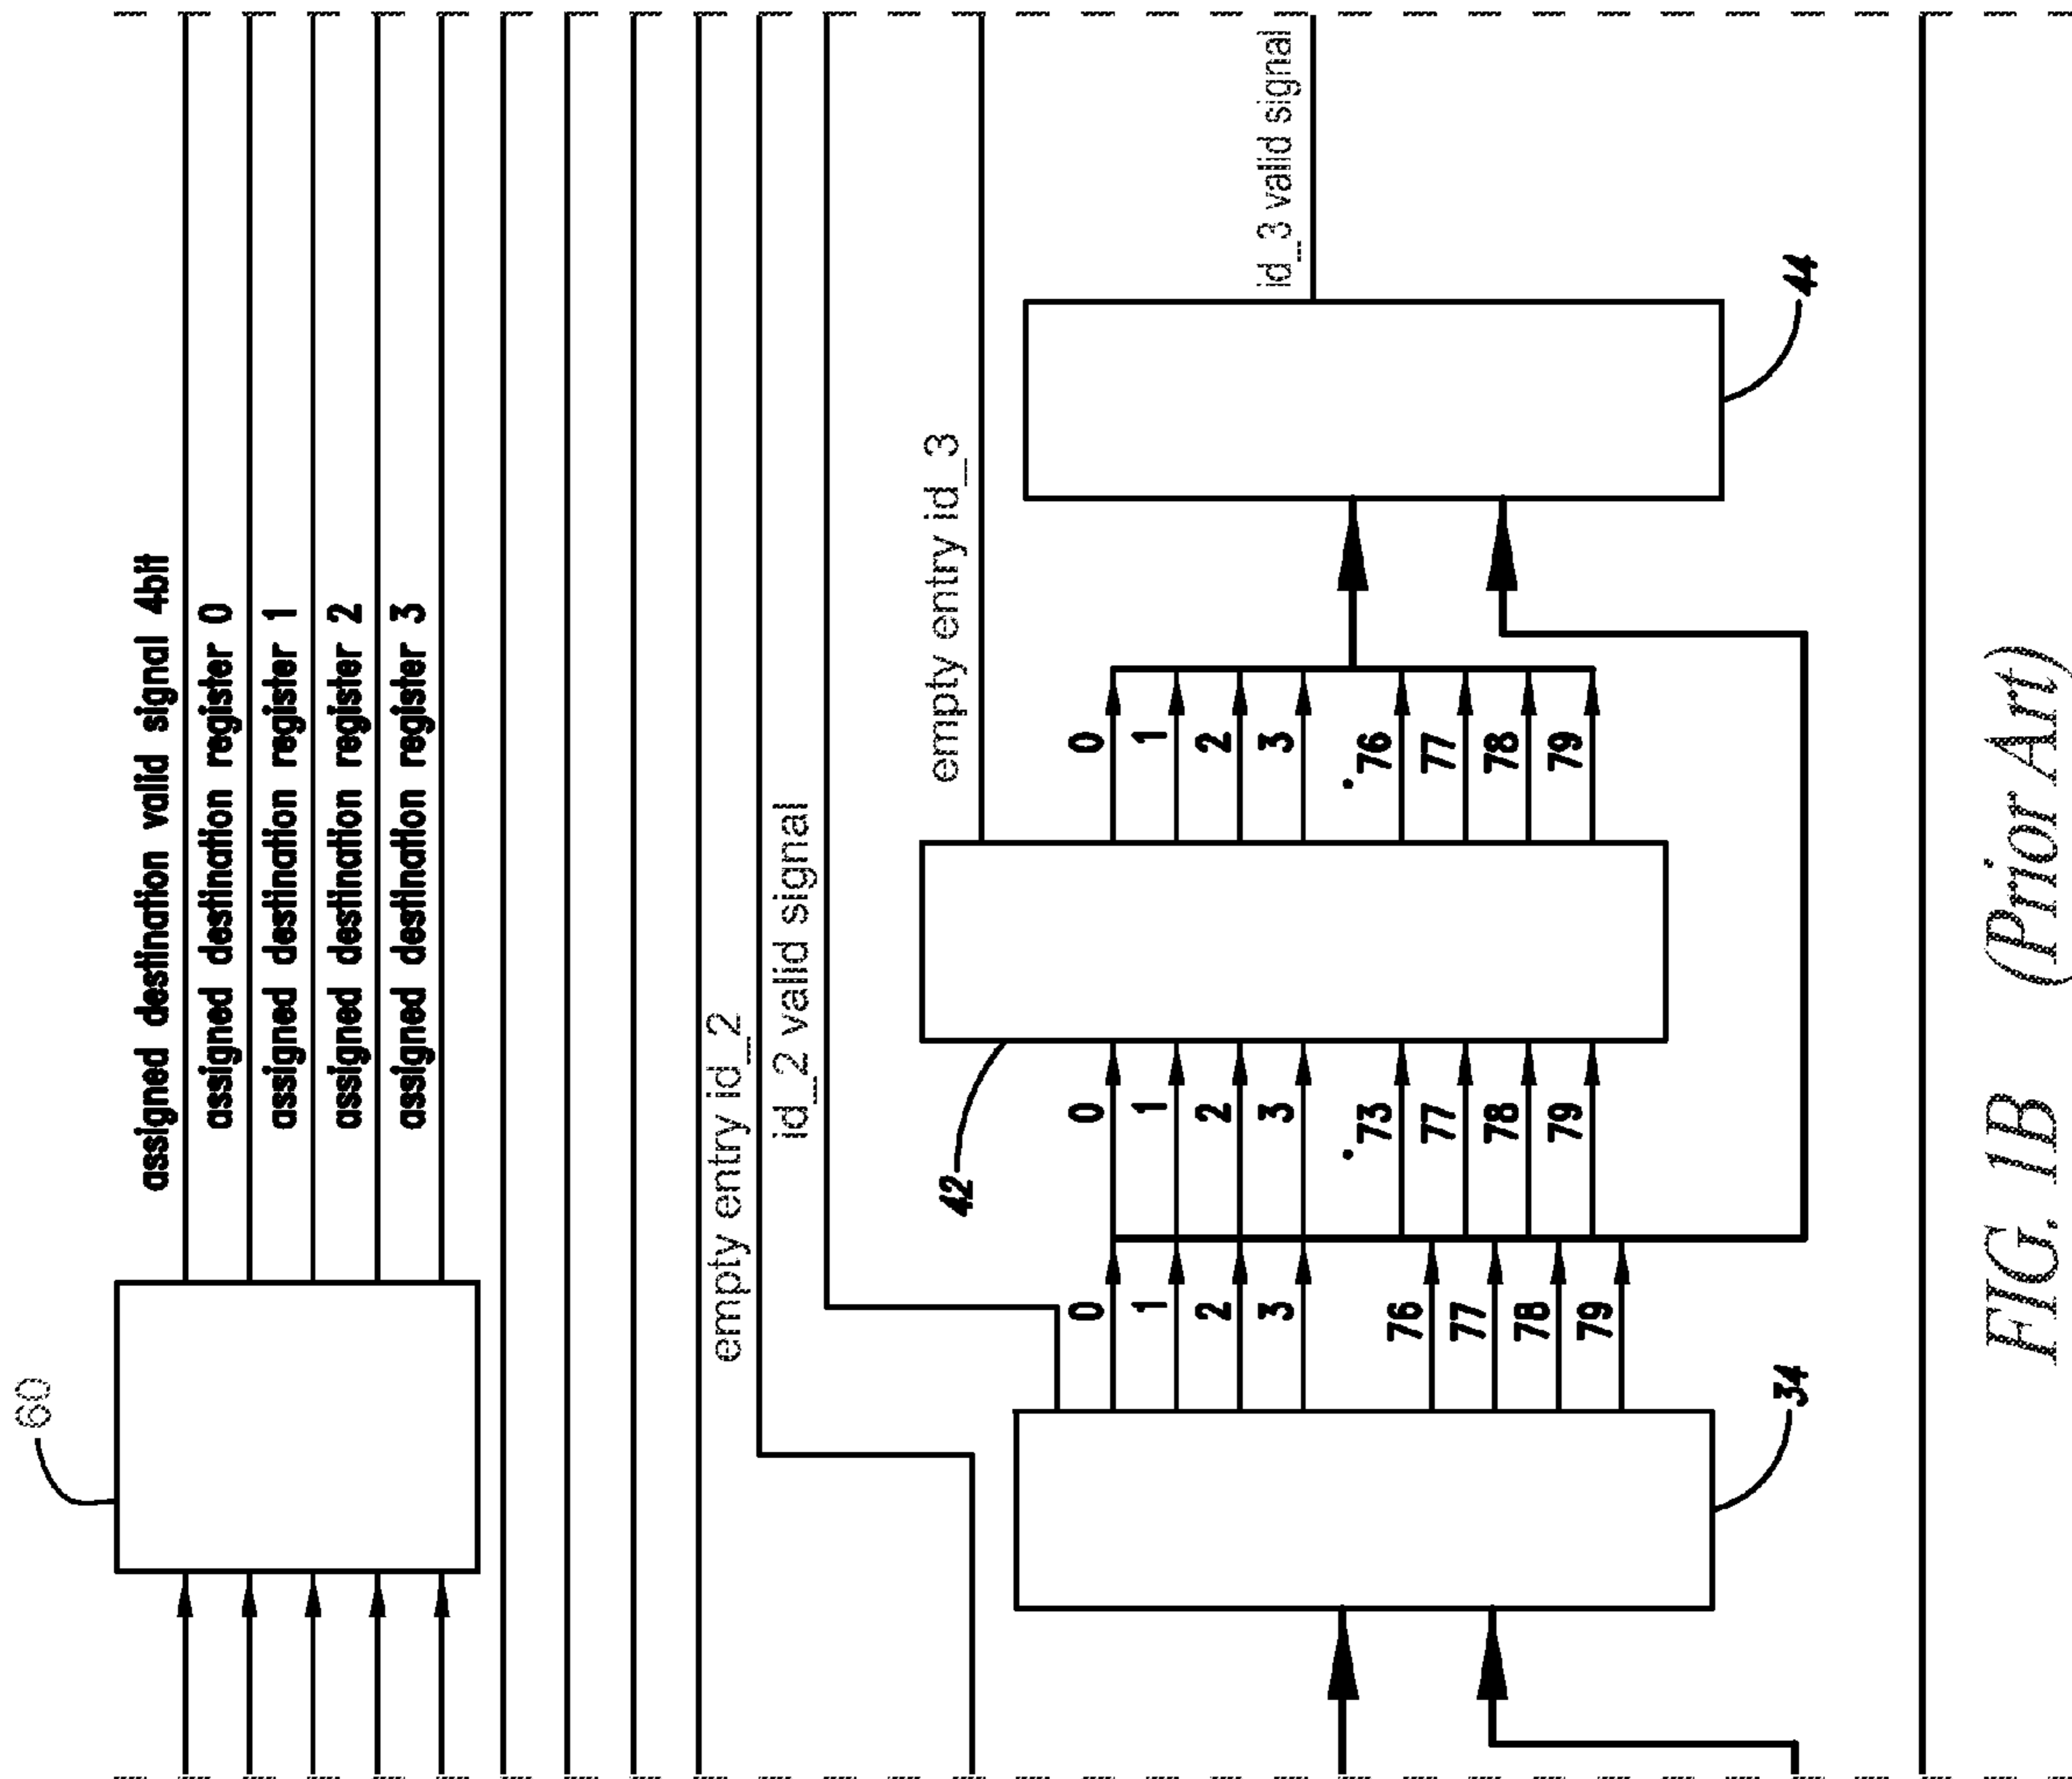 60
assigned destination valid signal 4bit
assigned destination register 0
assigned destination register 1
assigned destination register 2
assigned destination register 3
empty entry id_2
id_2 valid signal
empty entry id_3
id_3 valid signal
34
0
1
2
3
76
77
78
79
42
0
1
2
3
73
77
78
79
0
1
2
3
76
77
78
79
44
FIG. 1B (Prior Art)